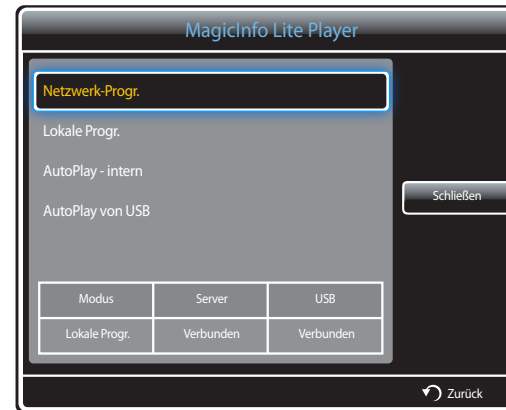 MagicInfo Lite Player
Netzwerk-Progr.
Lokale Progr.
AutoPlay - intern
AutoPlay von USB
Schließen
Modus Server USB
Lokale Progr. Verbunden Verbunden
Zurück